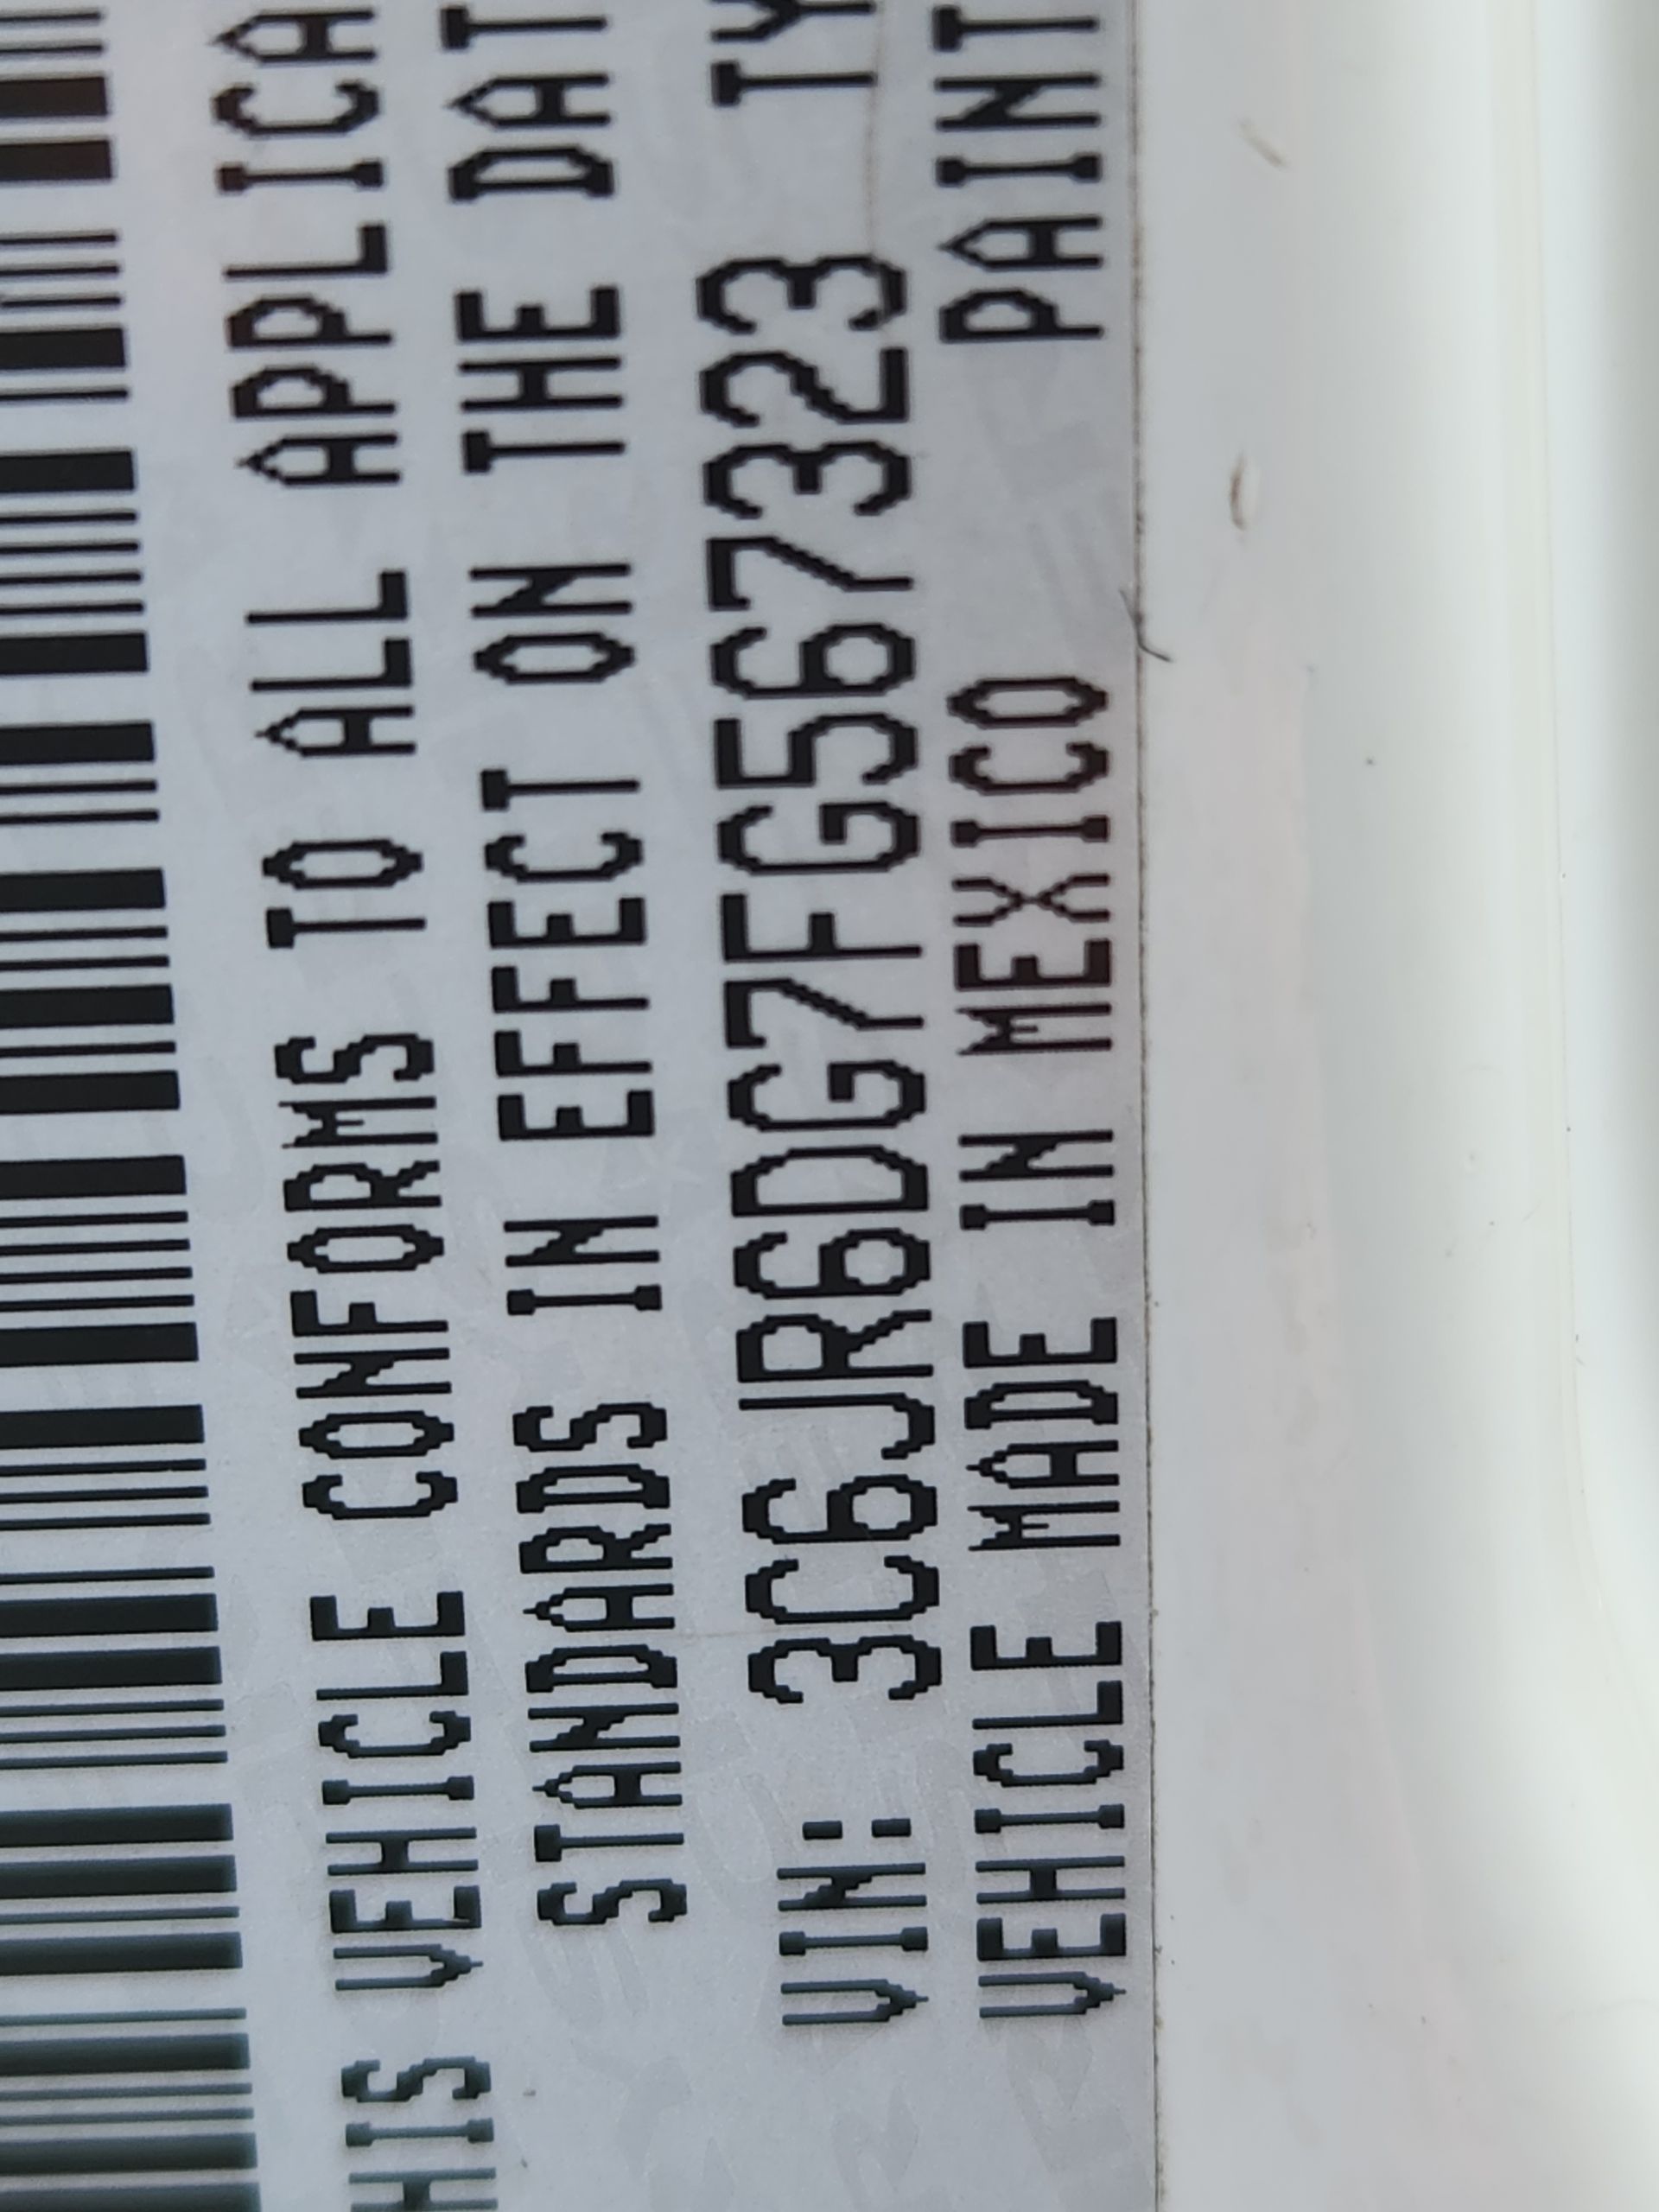 HIS VEHICLE CONFORMS TO ALL APPLICA
STANDARDS IN EFFECT ON THE DAT
VIN: 3C6JR6DG7FG567323 TY
VEHICLE MADE IN MEXICO PAINT